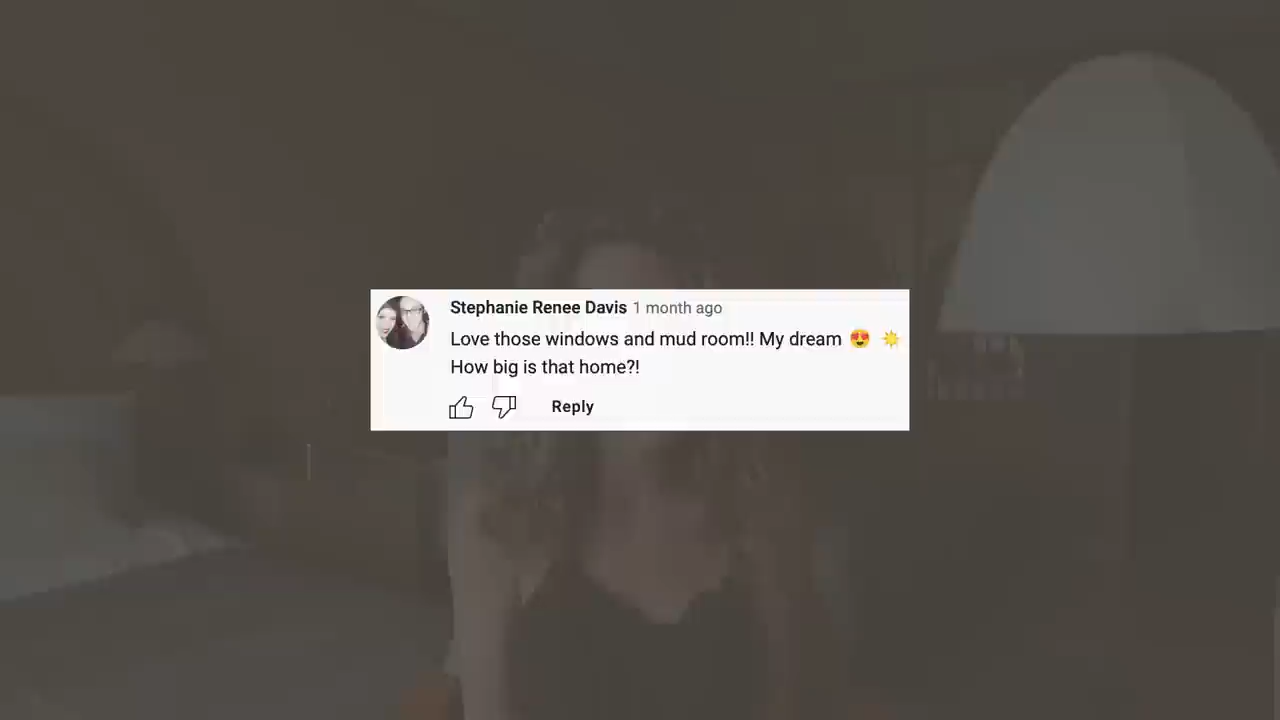 Stephanie Renee Davis 1 month ago
Love those windows and mud room!! My dream 😍 ☀️
How big is that home?!
Reply